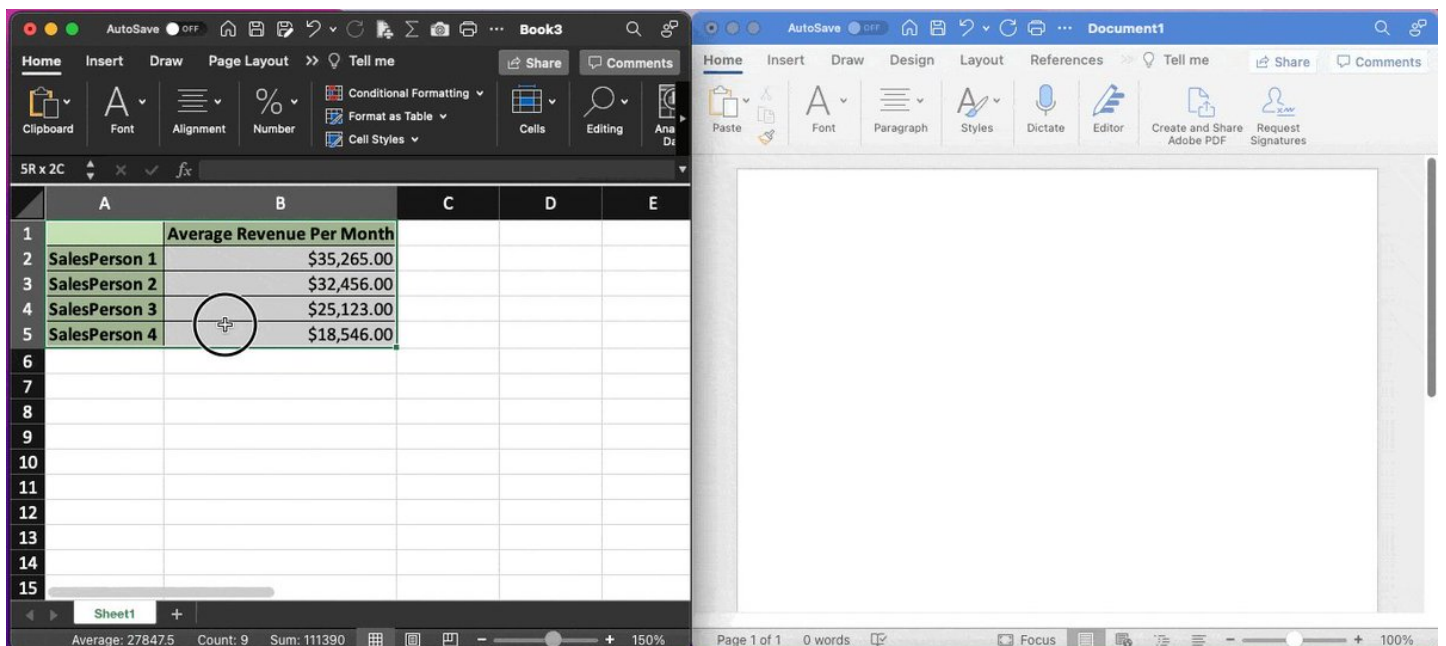 AutoSave OFF ... Book3
Home Insert Draw Page Layout >> Tell me Share Comments
Clipboard Font Alignment Number Conditional Formatting Format as Table Cell Styles Cells Editing Ana Da
5R x 2C fx
A B C D E
1 Average Revenue Per Month
2 SalesPerson 1 $35,265.00
3 SalesPerson 2 $32,456.00
4 SalesPerson 3 $25,123.00
5 SalesPerson 4 $18,546.00
6
7
8
9
10
11
12
13
14
15
Sheet1 +
Average: 27847.5 Count: 9 Sum: 111390 - + 150%
AutoSave OFF ... Document1
Home Insert Draw Design Layout References >> Tell me Share Comments
Paste Font Paragraph Styles Dictate Editor Create and Share Adobe PDF Request Signatures
Page 1 of 1 0 words Focus - + 100%